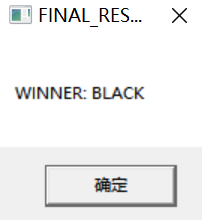 FINAL_RES...
WINNER: BLACK
确定